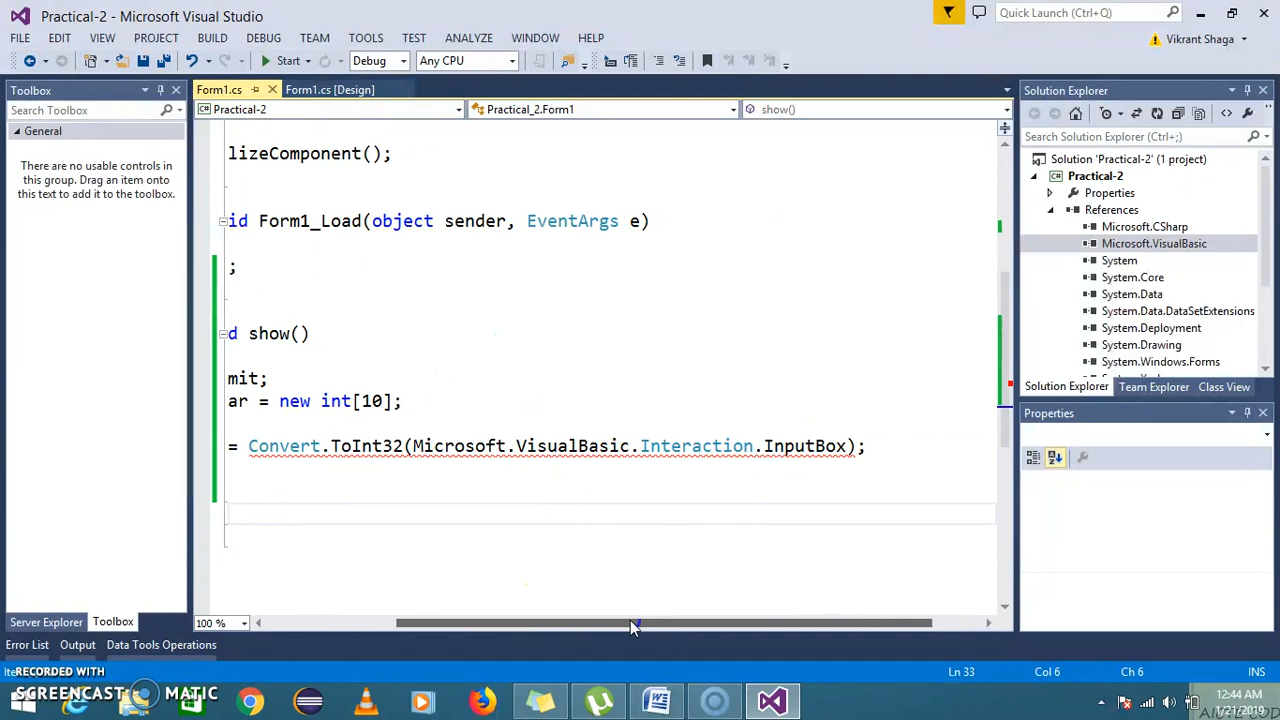 Practical-2 - Microsoft Visual Studio
Quick Launch (Ctrl+Q)
FILE EDIT VIEW PROJECT BUILD DEBUG TEAM TOOLS TEST ANALYZE WINDOW HELP
Vikrant Shaga
Start Debug Any CPU
Toolbox
Search Toolbox
General
There are no usable controls in
this group. Drag an item onto
this text to add it to the toolbox.
Server Explorer Toolbox
Form1.cs Form1.cs [Design]
Practical-2 Practical_2.Form1 show()
lizeComponent();
id Form1_Load(object sender, EventArgs e)
;
d show()
mit;
ar = new int[10];
= Convert.ToInt32(Microsoft.VisualBasic.Interaction.InputBox);
100 %
Solution Explorer
Search Solution Explorer (Ctrl+;)
Solution 'Practical-2' (1 project)
Practical-2
Properties
References
Microsoft.CSharp
Microsoft.VisualBasic
System
System.Core
System.Data
System.Data.DataSetExtensions
System.Deployment
System.Drawing
System.Windows.Forms
Solution Explorer Team Explorer Class View
Properties
Error List Output Data Tools Operations
Ln 33 Col 6 Ch 6 INS
RECORDED WITH
SCREENCAST MATIC
12:44 AM
1/21/2019